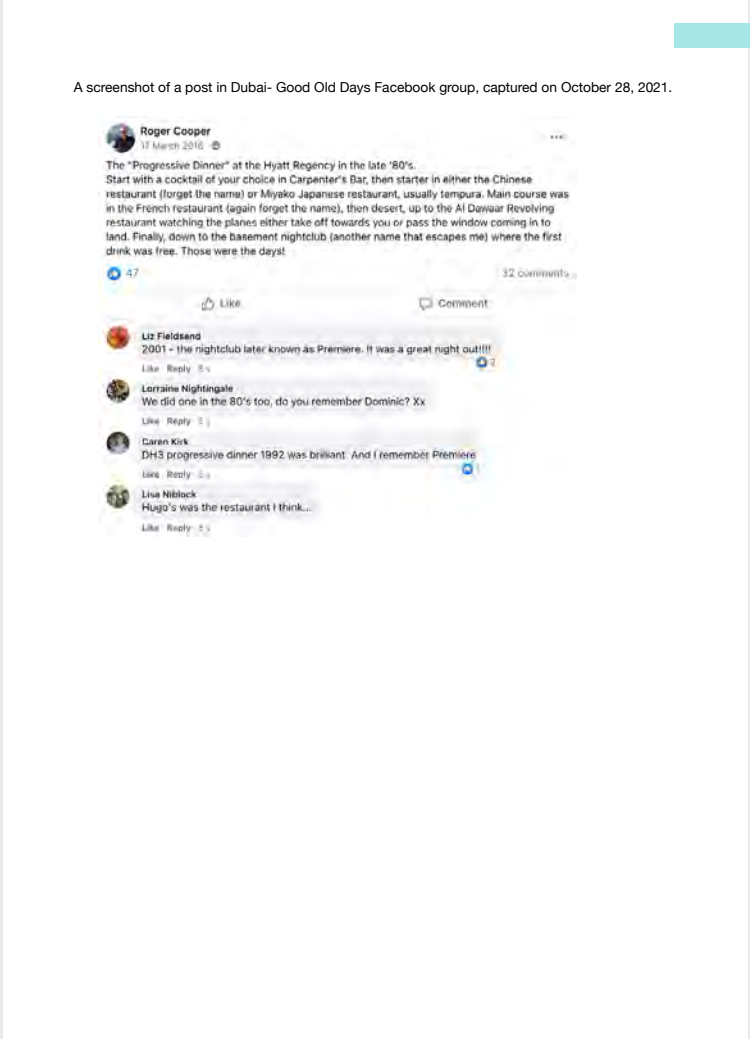 A screenshot of a post in Dubai- Good Old Days Facebook group, captured on October 28, 2021.
Roger Cooper
17 March 2016
The "Progressive Dinner" at the Hyatt Regency in the late '80's.
Start with a cocktail of your choice in Carpenter's Bar, then starter in either the Chinese
restaurant (forget the name) or Miyako Japanese restaurant, usually tempura. Main course was
in the French restaurant (again forget the name), then desert, up to the Al Dawaar Revolving
restaurant watching the planes either take off towards you or pass the window coming in to
land. Finally, down to the basement nightclub (another name that escapes me) where the first
drink was free. Those were the days!
47
32 comments
Like
Comment
Liz Fieldsend
2001 - the nightclub later known as Premiere. It was a great night out!!!!
2
Like Reply
Lorraine Nightingale
We did one in the 80's too, do you remember Dominic? Xx
Like Reply
Caren Kirk
DH3 progressive dinner 1992 was brilliant. And I remember Premiere
1
Like Reply
Lisa Niblock
Hugo's was the restaurant I think...
Like Reply